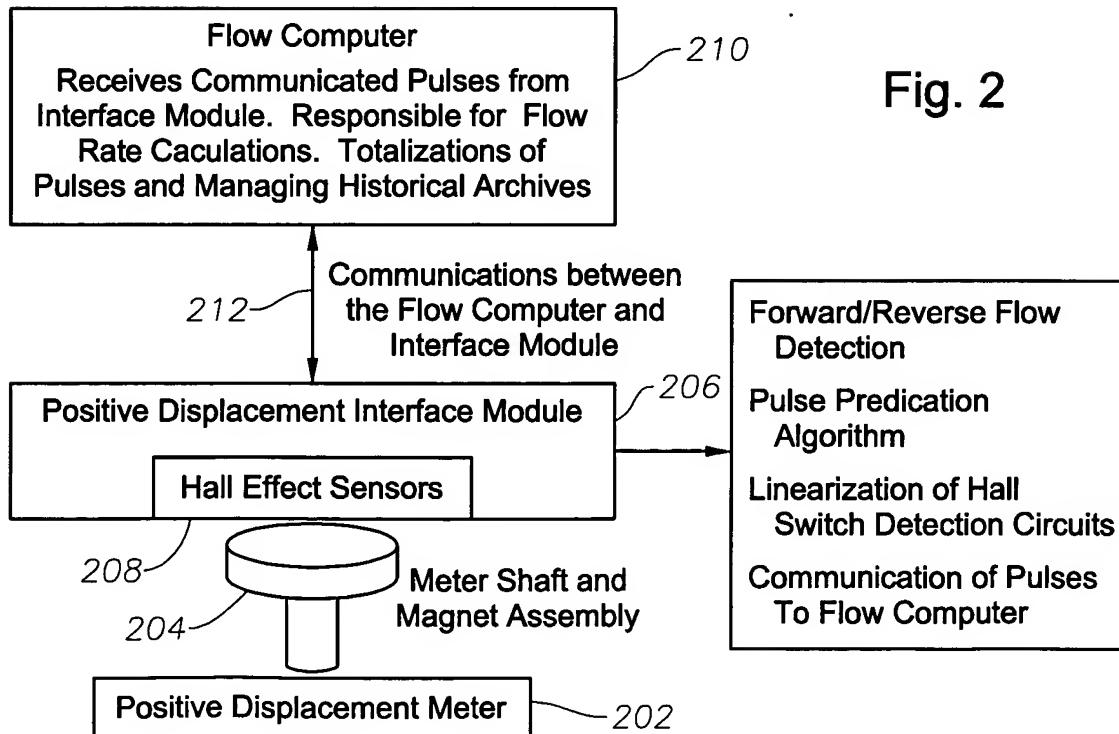 Flow Computer
Receives Communicated Pulses from
Interface Module. Responsible for Flow
Rate Caculations. Totalizations of
Pulses and Managing Historical Archives
210
Fig. 2
212
Communications between
the Flow Computer and
Interface Module
Positive Displacement Interface Module
206
Hall Effect Sensors
208
204
Meter Shaft and
Magnet Assembly
Positive Displacement Meter
202
Forward/Reverse Flow
Detection
Pulse Predication
Algorithm
Linearization of Hall
Switch Detection Circuits
Communication of Pulses
To Flow Computer